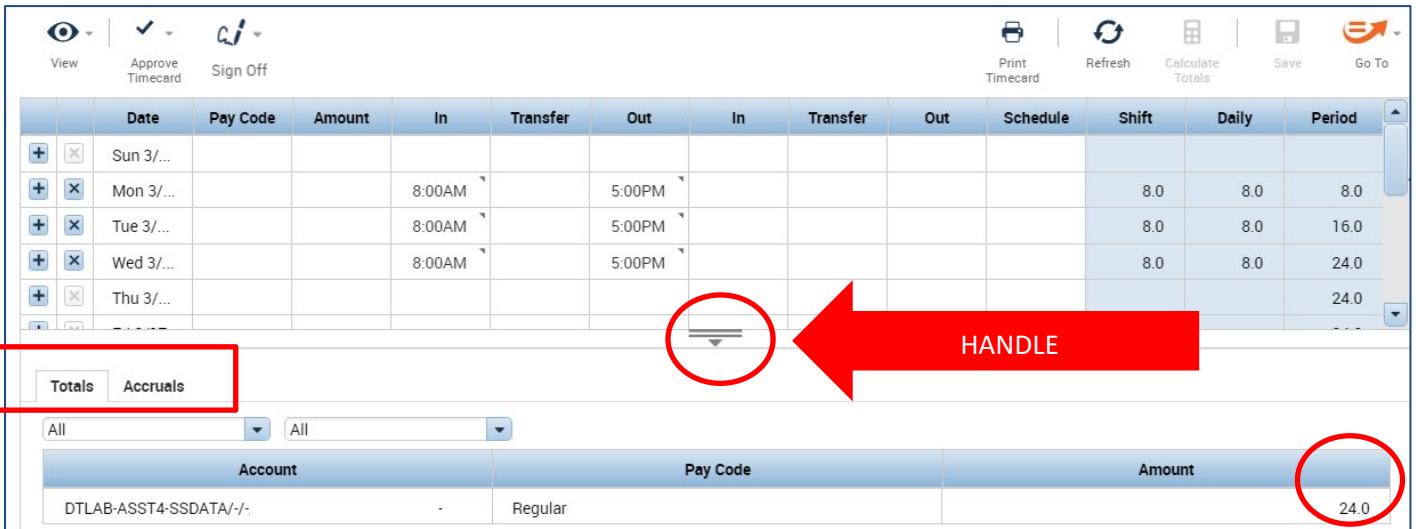 View Approve Timecard Sign Off Print Timecard Refresh Calculate Totals Save Go To
Date Pay Code Amount In Transfer Out In Transfer Out Schedule Shift Daily Period
Sun 3/...
Mon 3/... 8:00AM 5:00PM 8.0 8.0 8.0
Tue 3/... 8:00AM 5:00PM 8.0 8.0 16.0
Wed 3/... 8:00AM 5:00PM 8.0 8.0 24.0
Thu 3/... 24.0
HANDLE
Totals Accruals
All All
Account Pay Code Amount
DTLAB-ASST4-SSDATA/-/- - Regular 24.0